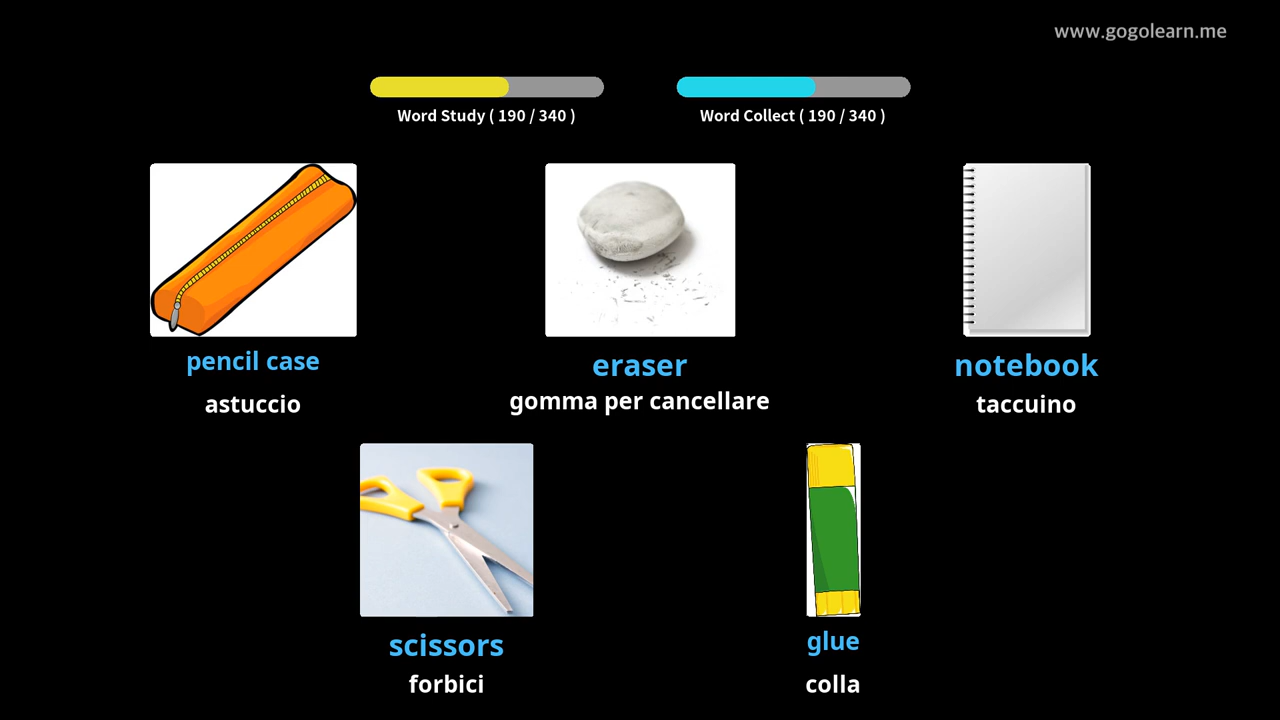 www.gogolearn.me
Word Study ( 190 / 340 )
Word Collect ( 190 / 340 )
pencil case
astuccio
eraser
gomma per cancellare
notebook
taccuino
scissors
forbici
glue
colla